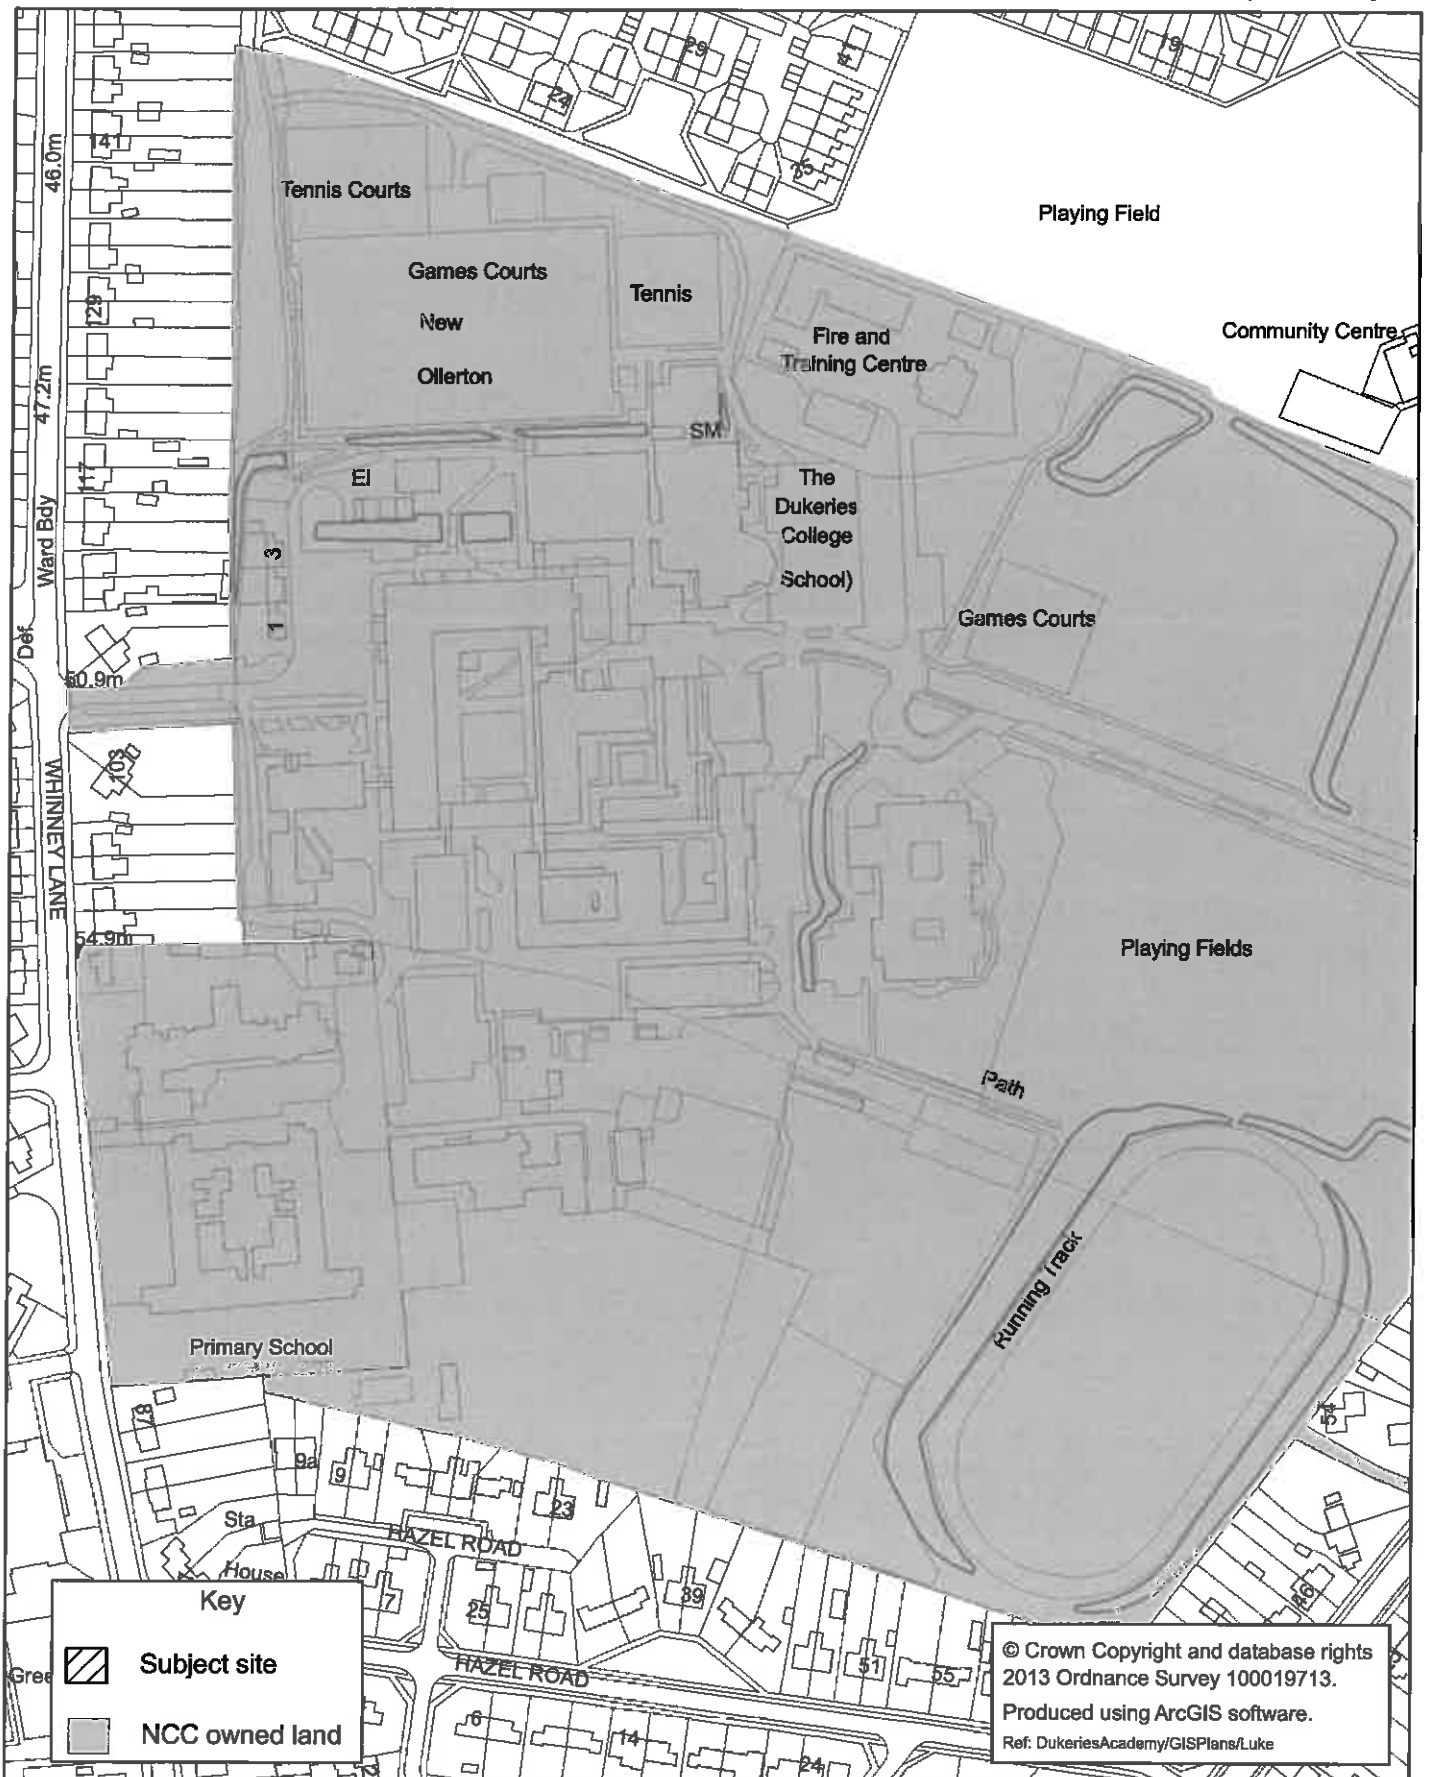 29
4
19
24
141
46.0m
35
Tennis Courts
Playing Field
Games Courts
Tennis
129
New
Community Centre
Fire and
Training Centre
Ollerton
47.2m
SM
117
El
The
Dukeries
College
School)
Ward Bdy
3
1
Games Courts
Def
50.9m
103
WHINNEY LANE
54.9m
Playing Fields
Path
Running Track
Primary School
87
54
9a
9
23
Sta
HAZEL ROAD
House
7
25
39
46
HAZEL ROAD
51
55
6
14
24
Key
Subject site
NCC owned land
© Crown Copyright and database rights
2013 Ordnance Survey 100019713.
Produced using ArcGIS software.
Ref: DukeriesAcademy/GISPlans/Luke